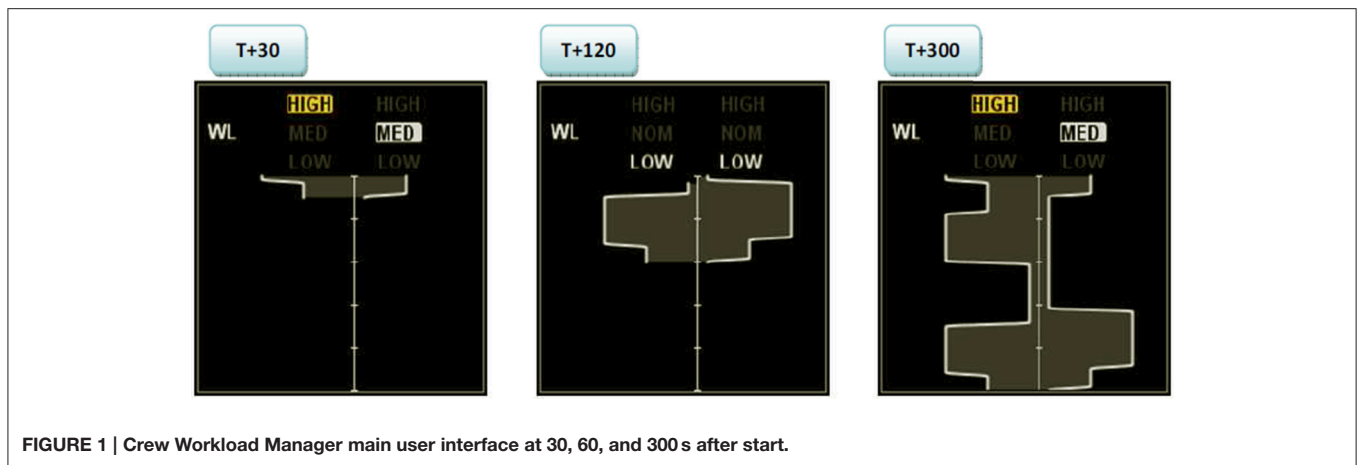 T+30
T+120
T+300
HIGH HIGH
WL MED MED
LOW LOW
HIGH HIGH
WL NOM NOM
LOW LOW
HIGH HIGH
WL MED MED
LOW LOW
FIGURE 1 | Crew Workload Manager main user interface at 30, 60, and 300 s after start.